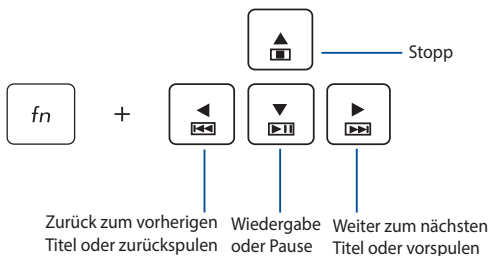 Stopp
fn +
Zurück zum vorherigen
Titel oder zurückspulen
Wiedergabe
oder Pause
Weiter zum nächsten
Titel oder vorspulen